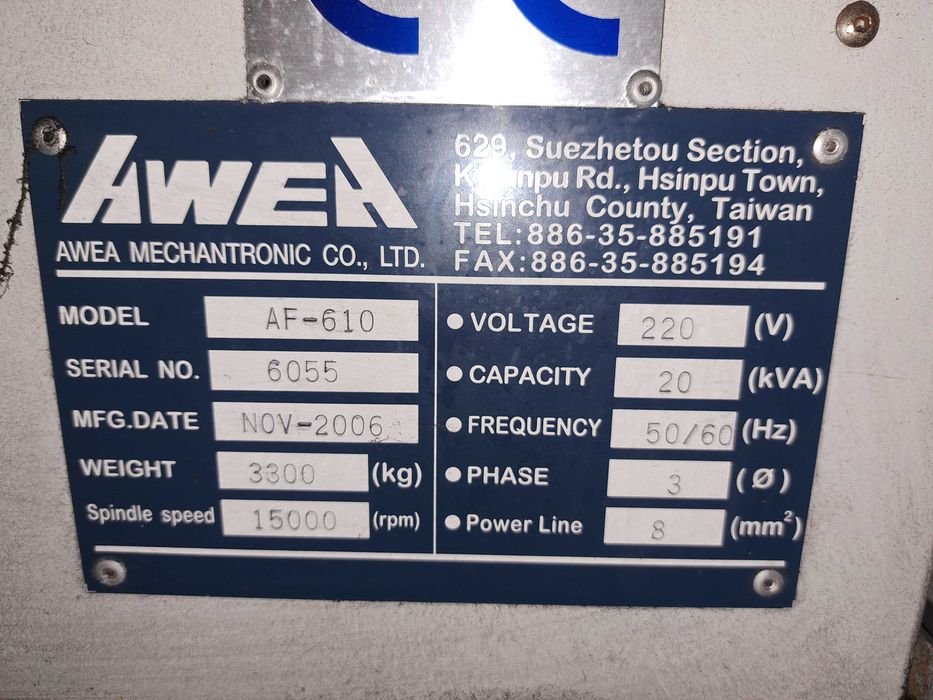 AWEA
AWEA MECHANTRONIC CO., LTD.
629, Suezhetou Section,
Rd., Hsinpu Town,
Hsinchu County, Taiwan
TEL:886-35-885191
FAX:886-35-885194
MODEL AF-610
SERIAL NO. 6055
MFG.DATE NOV-2006
WEIGHT 3300 (kg)
Spindle speed 15000 (rpm)
• VOLTAGE 220 (V)
• CAPACITY 20 (kVA)
• FREQUENCY 50/60 (Hz)
• PHASE 3 (Ø)
• Power Line 8 (mm²)